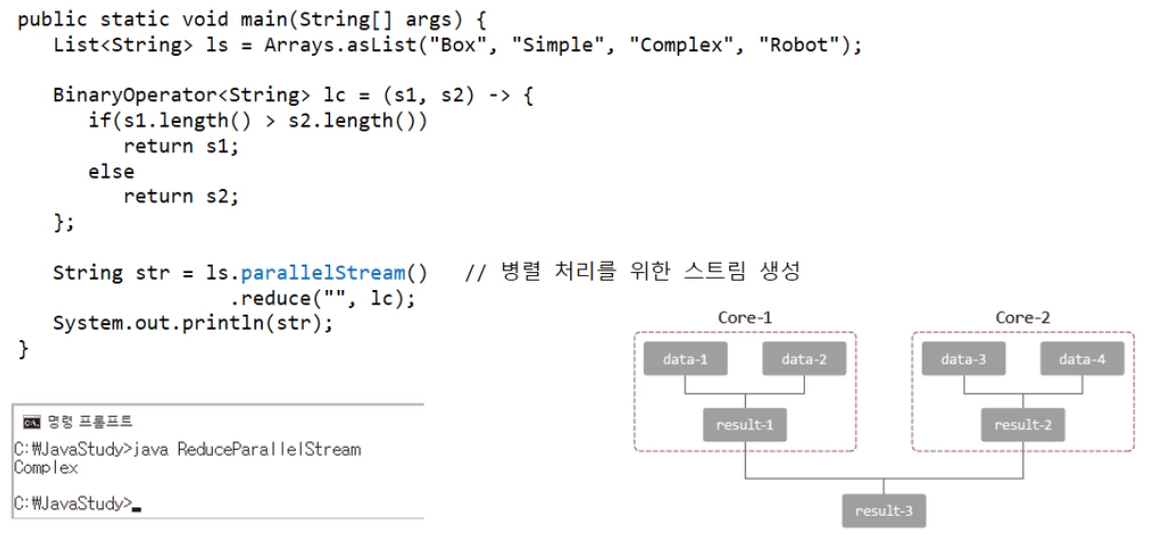 public static void main(String[] args) {
   List<String> ls = Arrays.asList("Box", "Simple", "Complex", "Robot");

   BinaryOperator<String> lc = (s1, s2) -> {
      if(s1.length() > s2.length())
         return s1;
      else
         return s2;
   };

   String str = ls.parallelStream()   // 병렬 처리를 위한 스트림 생성
                  .reduce("", lc);
   System.out.println(str);
}
Core-1
Core-2
data-1 data-2
data-3 data-4
result-1
result-2
result-3
명령 프롬프트
C:₩JavaStudy>java ReduceParallelStream
Complex
C:₩JavaStudy>